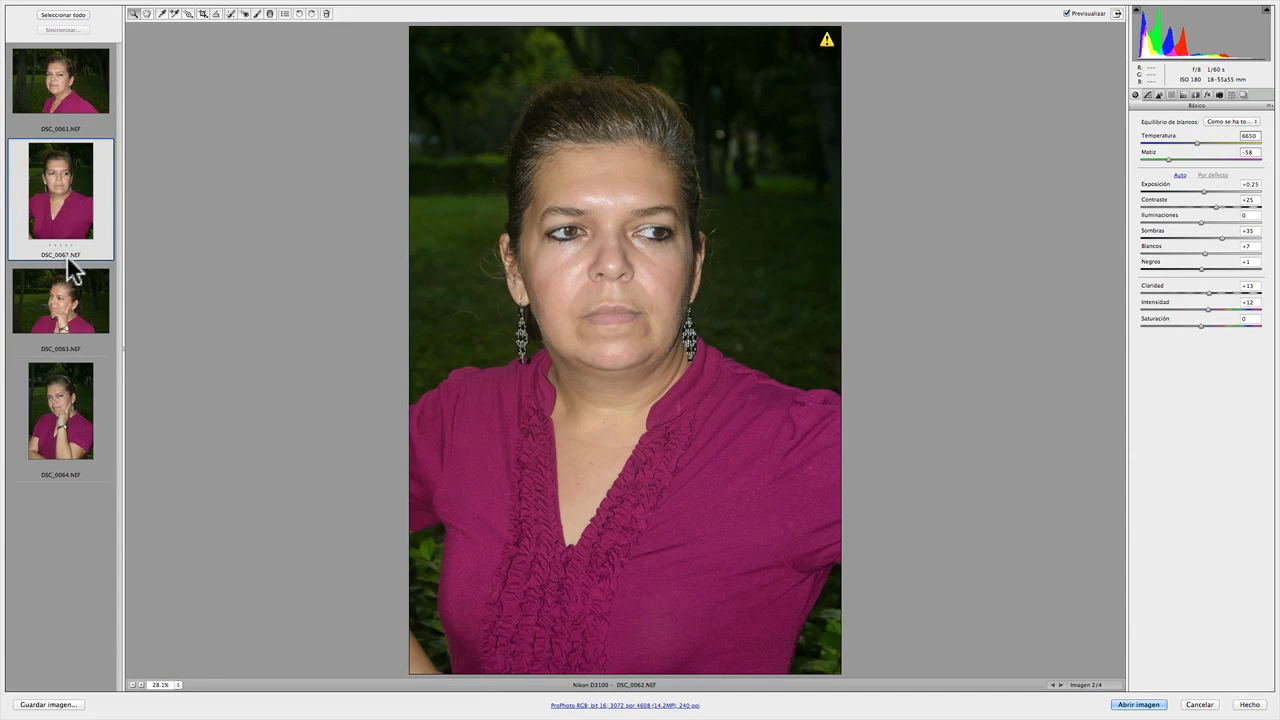 Seleccionar todo
Sincronizar...
DSC_0061.NEF
DSC_0062.NEF
DSC_0063.NEF
DSC_0064.NEF
Previsualizar
R: ---
G: ---
B: ---
f/8 1/60 s
ISO 180 18-55a55 mm
Básico
Equilibrio de blancos: Como se ha to...
Temperatura 6650
Matiz -58
Auto Por defecto
Exposición +0.25
Contraste +25
Iluminaciones 0
Sombras +35
Blancos +7
Negros +1
Claridad +13
Intensidad +12
Saturación 0
28.1%
Nikon D3100 - DSC_0062.NEF
Imagen 2/4
Guardar imagen...
ProPhoto RGB; bit 16; 3072 por 4608 (14.2MP); 240 ppi
Abrir imagen
Cancelar
Hecho